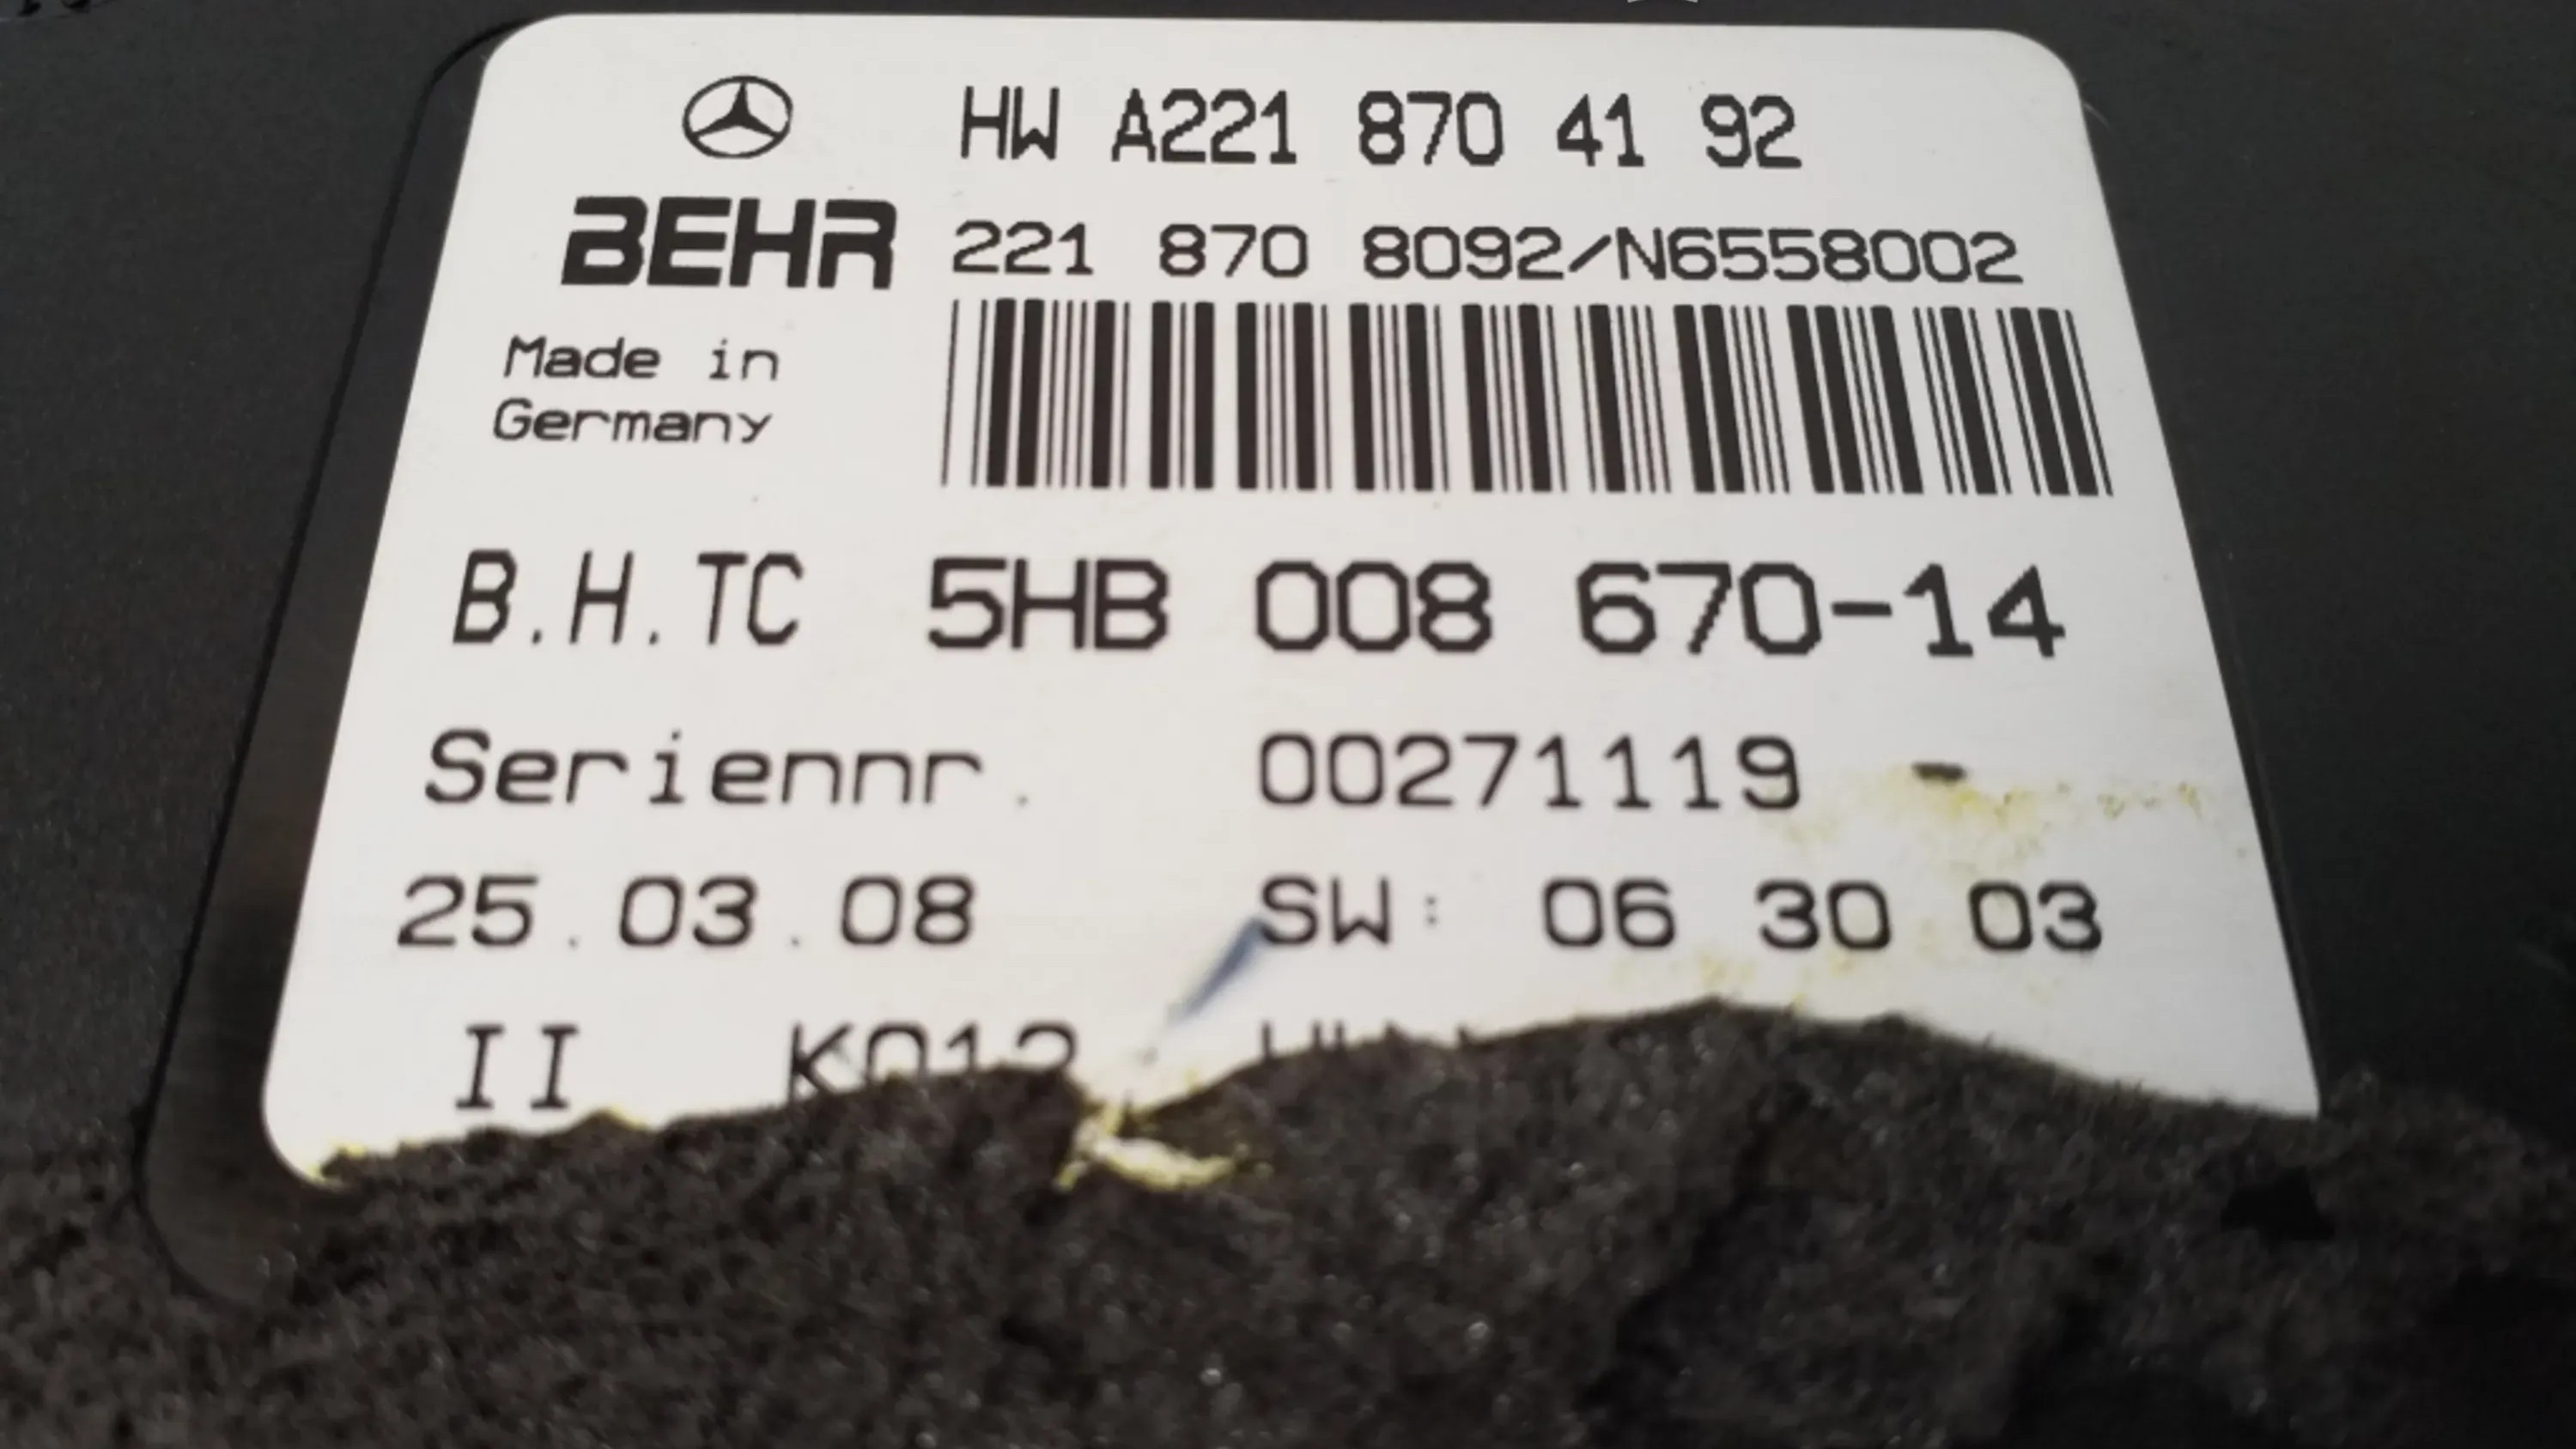 HW A221 870 41 92
BEHR 221 870 8092/N6558002
Made in
Germany
B.H.TC 5HB 008 670-14
Seriennr. 00271119
25.03.08 SW: 06 30 03
II